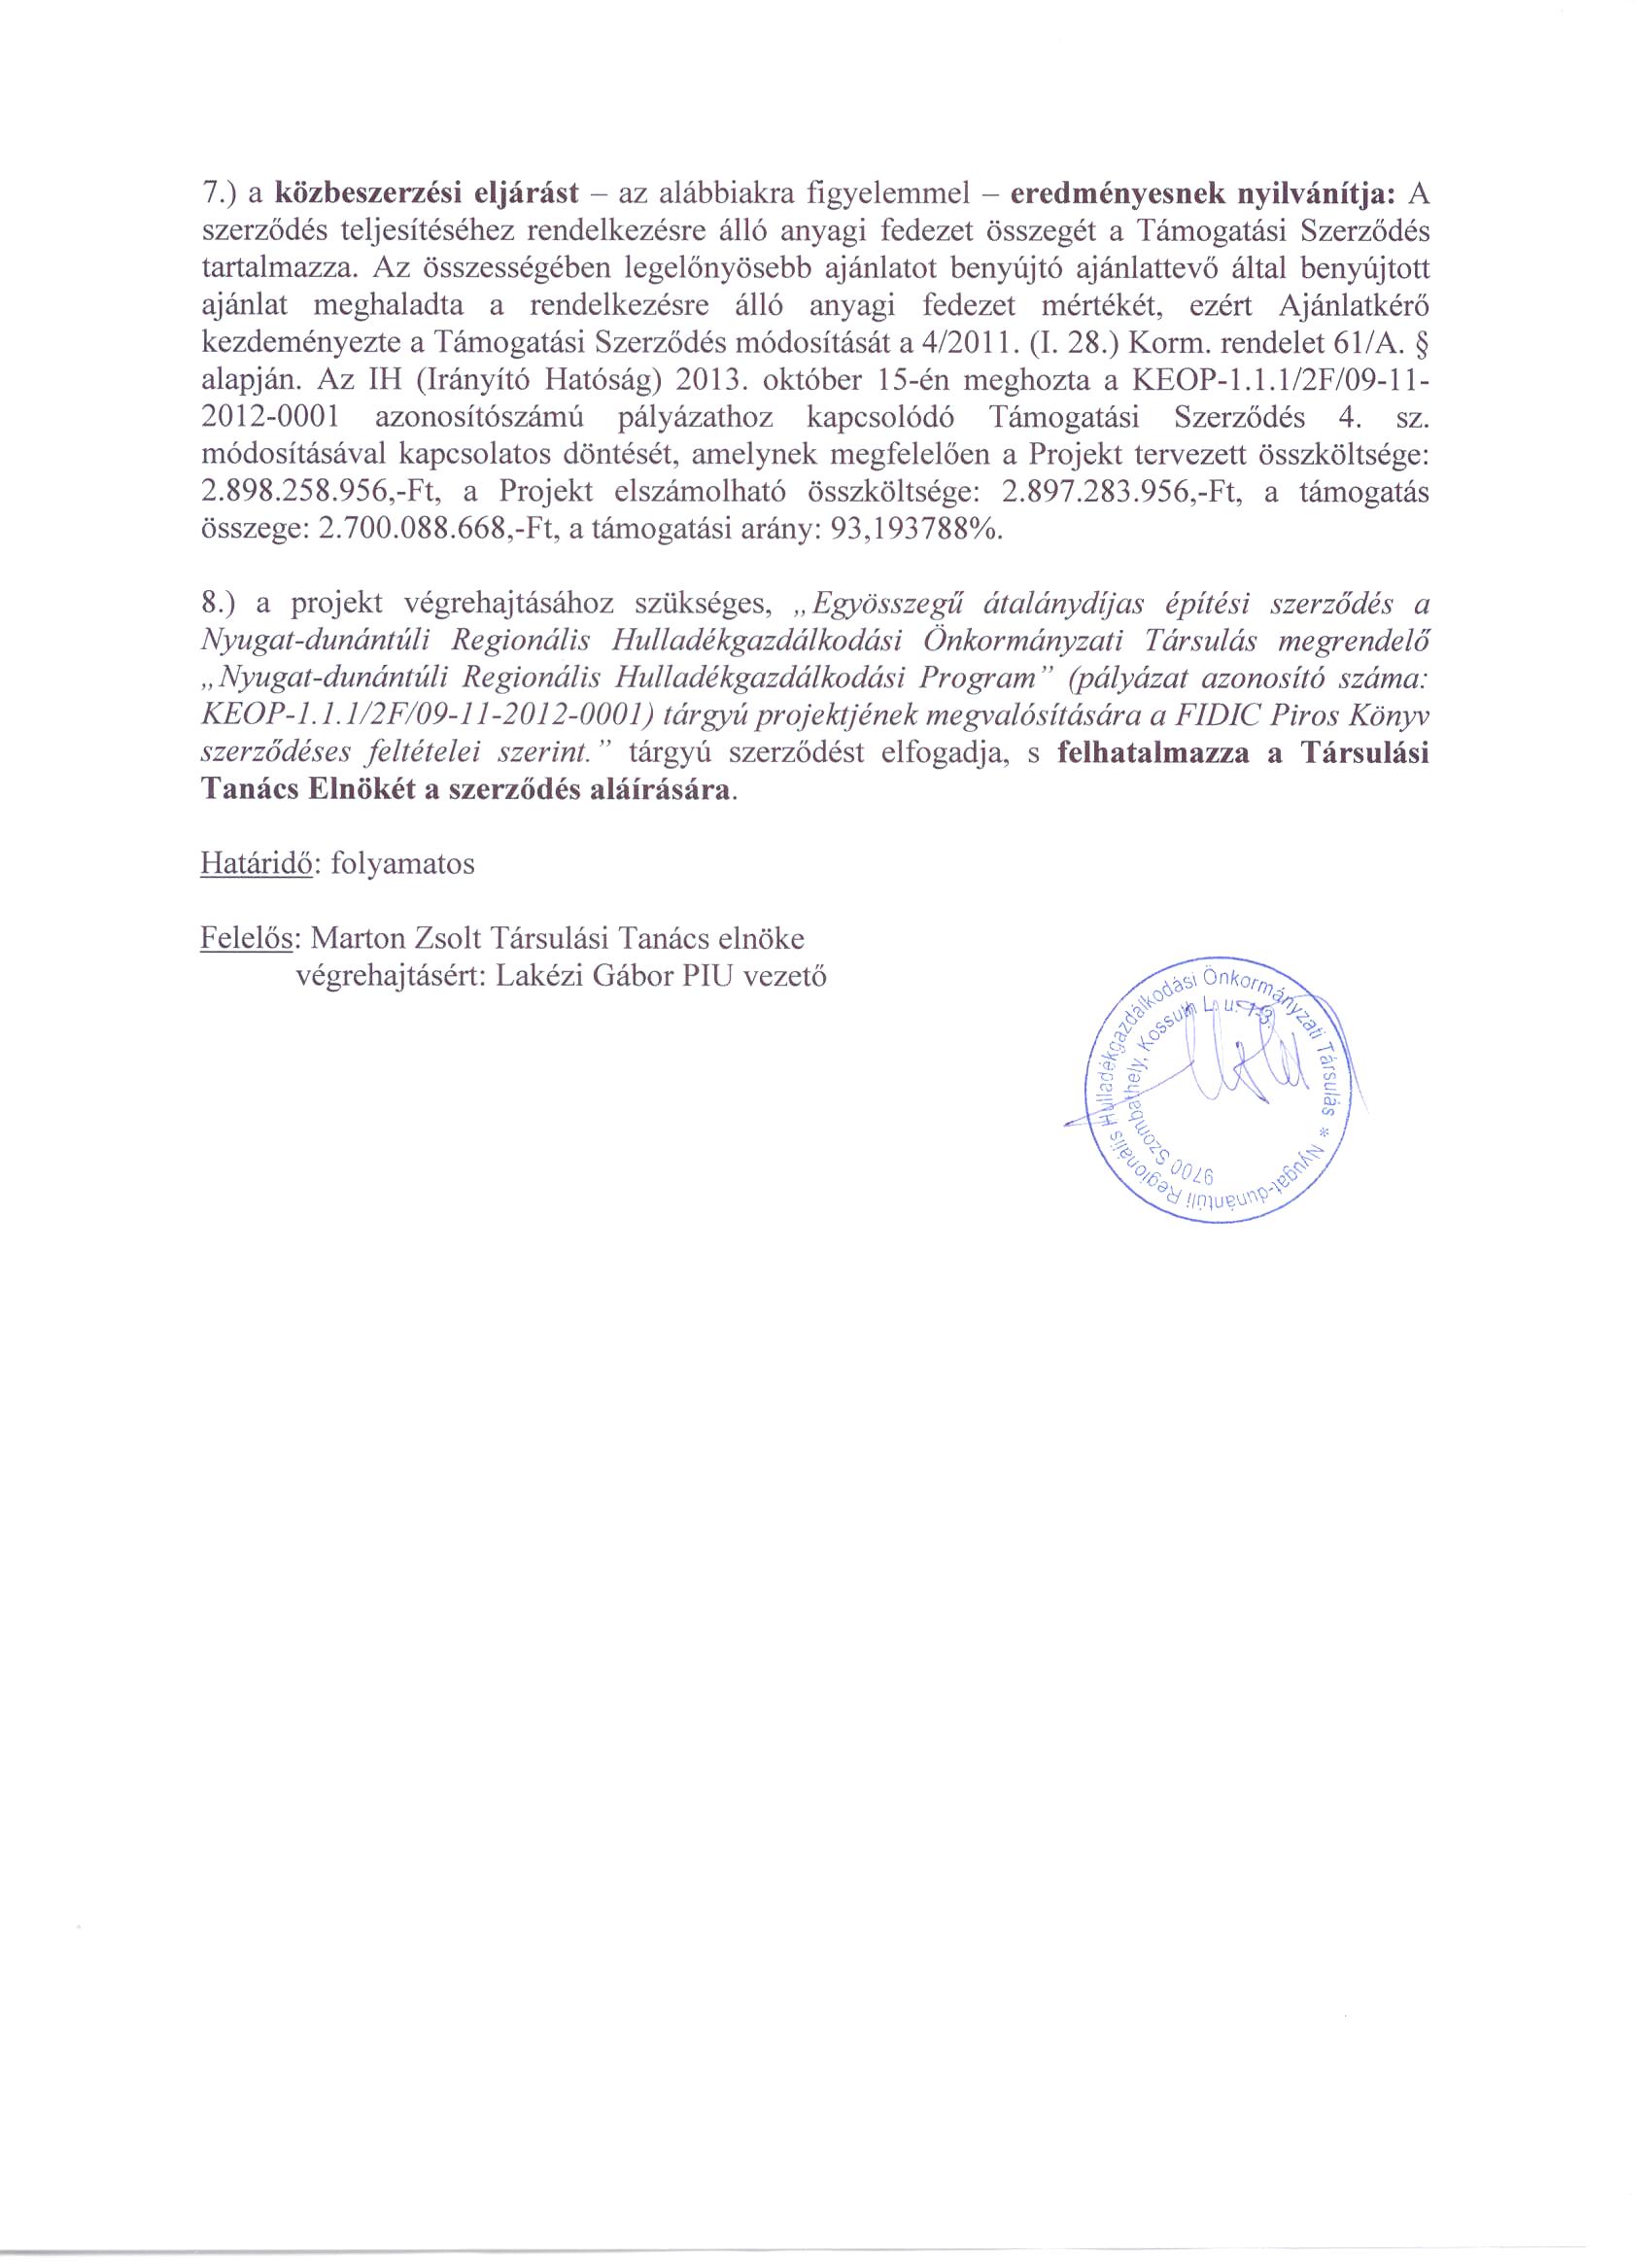 7.) a közbeszerzési eljárást – az alábbiakra figyelemmel – eredményesnek nyilvánítja: A
szerződés teljesítéséhez rendelkezésre álló anyagi fedezet összegét a Támogatási Szerződés
tartalmazza. Az összességében legelőnyösebb ajánlatot benyújtó ajánlattevő által benyújtott
ajánlat meghaladta a rendelkezésre álló anyagi fedezet mértékét, ezért Ajánlatkérő
kezdeményezte a Támogatási Szerződés módosítását a 4/2011. (I. 28.) Korm. rendelet 61/A. §
alapján. Az IH (Irányító Hatóság) 2013. október 15-én meghozta a KEOP-1.1.1/2F/09-11-
2012-0001 azonosítószámú pályázathoz kapcsolódó Támogatási Szerződés 4. sz.
módosításával kapcsolatos döntését, amelynek megfelelően a Projekt tervezett összköltsége:
2.898.258.956,-Ft, a Projekt elszámolható összköltsége: 2.897.283.956,-Ft, a támogatás
összege: 2.700.088.668,-Ft, a támogatási arány: 93,193788%.
8.) a projekt végrehajtásához szükséges, „Egyösszegű átalánydíjas építési szerződés a
Nyugat-dunántúli Regionális Hulladékgazdálkodási Önkormányzati Társulás megrendelő
„Nyugat-dunántúli Regionális Hulladékgazdálkodási Program” (pályázat azonosító száma:
KEOP-1.1.1/2F/09-11-2012-0001) tárgyú projektjének megvalósítására a FIDIC Piros Könyv
szerződéses feltételei szerint.” tárgyú szerződést elfogadja, s felhatalmazza a Társulási
Tanács Elnökét a szerződés aláírására.
Határidő: folyamatos
Felelős: Marton Zsolt Társulási Tanács elnöke
végrehajtásért: Lakézi Gábor PIU vezető
Nyugat-dunántúli Regionális Hulladékgazdálkodási Önkormányzati Társulás *
9700 Szombathely, Kossuth L. u. 1-3.